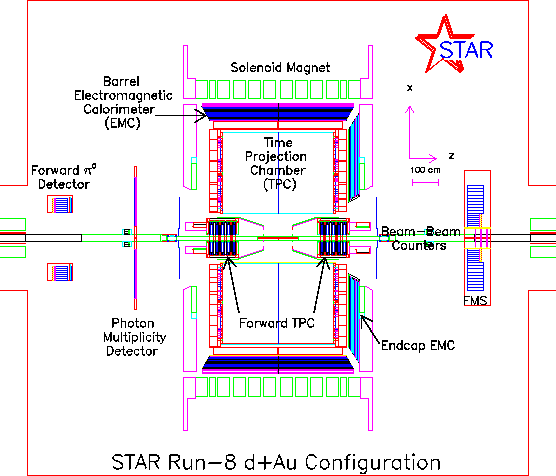 STAR
Solenoid Magnet
Barrel
Electromagnetic
Calorimeter
(EMC)
x
z
100 cm
Time
Projection
Chamber
(TPC)
Forward π⁰
Detector
Beam-Beam
Counters
FMS
Forward TPC
Photon
Multiplicity
Detector
Endcap EMC
STAR Run-8 d+Au Configuration